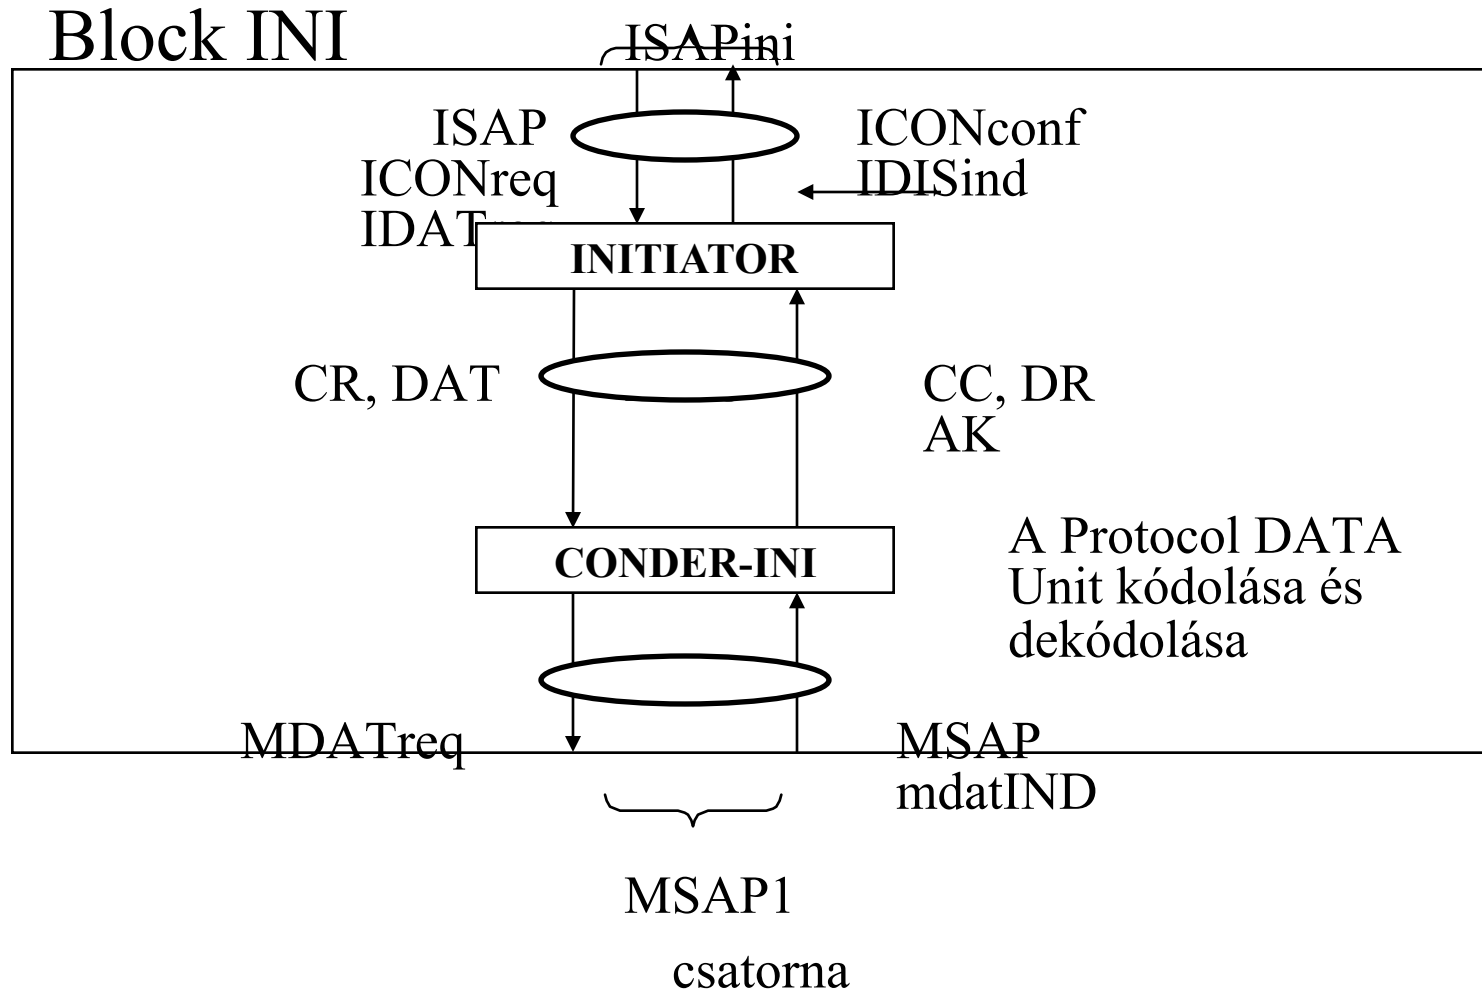 Block INI
ISAPini
ISAP
ICONreq
ICONconf
IDISind
INITIATOR
CR, DAT
CC, DR
AK
CONDER-INI
A Protocol DATA
Unit kódolása és
dekódolása
MDATreq
MSAP
mdatIND
MSAP1
csatorna